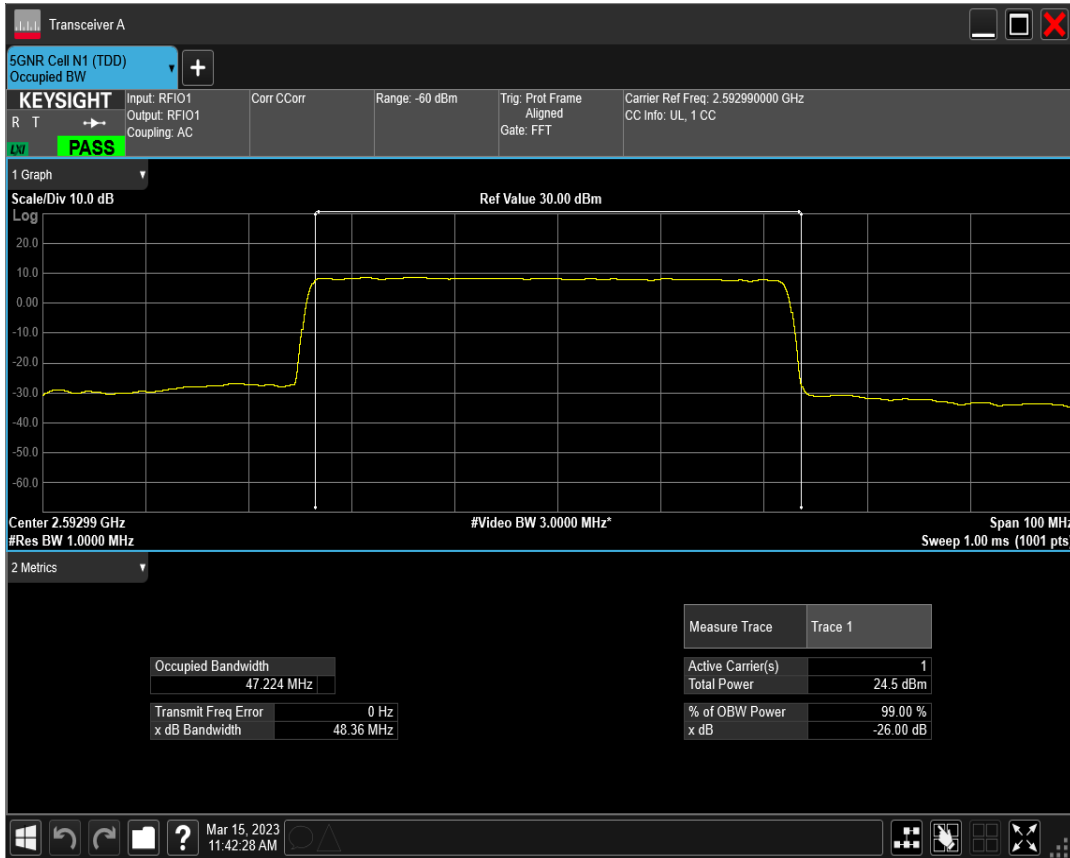 Transceiver A
5GNR Cell N1 (TDD)
Occupied BW
+
KEYSIGHT
R T
LXI
PASS
Input: RFIO1
Output: RFIO1
Coupling: AC
Corr CCorr
Range: -60 dBm
Trig: Prot Frame
Aligned
Gate: FFT
Carrier Ref Freq: 2.592990000 GHz
CC Info: UL, 1 CC
1 Graph
Scale/Div 10.0 dB
Ref Value 30.00 dBm
Log
20.0
10.0
0.00
-10.0
-20.0
-30.0
-40.0
-50.0
-60.0
Center 2.59299 GHz
#Video BW 3.0000 MHz*
Span 100 MHz
#Res BW 1.0000 MHz
Sweep 1.00 ms (1001 pts)
2 Metrics
Measure Trace Trace 1
Occupied Bandwidth
47.224 MHz
Transmit Freq Error 0 Hz
x dB Bandwidth 48.36 MHz
Active Carrier(s) 1
Total Power 24.5 dBm
% of OBW Power 99.00 %
x dB -26.00 dB
?
Mar 15, 2023
11:42:28 AM